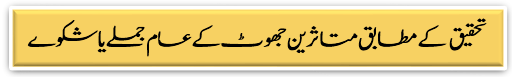 تحقیق کے مطابق متاثرین جھوٹ کے عام جملے یا شکوے